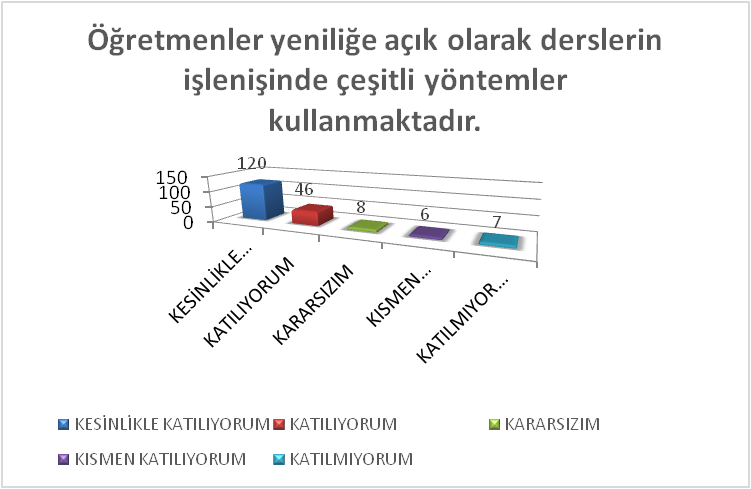 Öğretmenler yeniliğe açık olarak derslerin
işlenişinde çeşitli yöntemler
kullanmaktadır.
150
100
50
0
120
46
8
6
7
KESİNLİKLE...
KATILIYORUM
KARARSIZIM
KISMEN...
KATILMIYOR...
KESİNLİKLE KATILIYORUM KATILIYORUM KARARSIZIM
KISMEN KATILIYORUM KATILMIYORUM